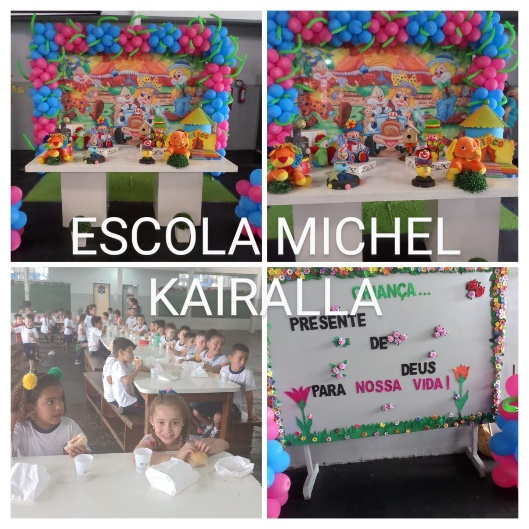 ESCOLA MICHEL
KAIRALLA
CRIANÇA...
PRESENTE
DE
DEUS
PARA NOSSA VIDA!